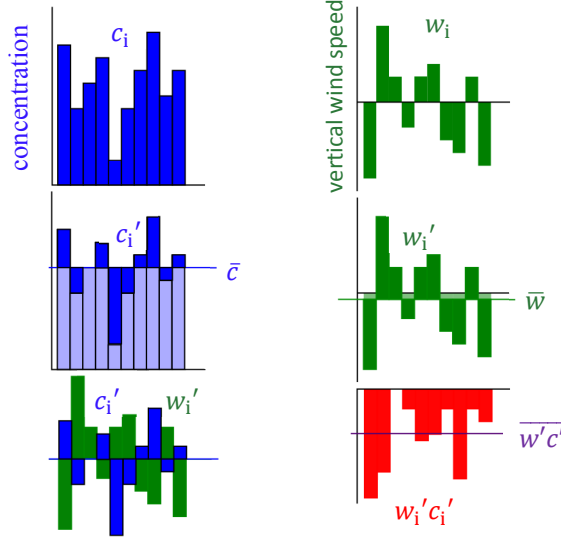 concentration
cᵢ
vertical wind speed
wᵢ
cᵢ′
c̄
wᵢ′
w̅
cᵢ′
wᵢ′
w̅′̅c̅′̅
wᵢ′cᵢ′